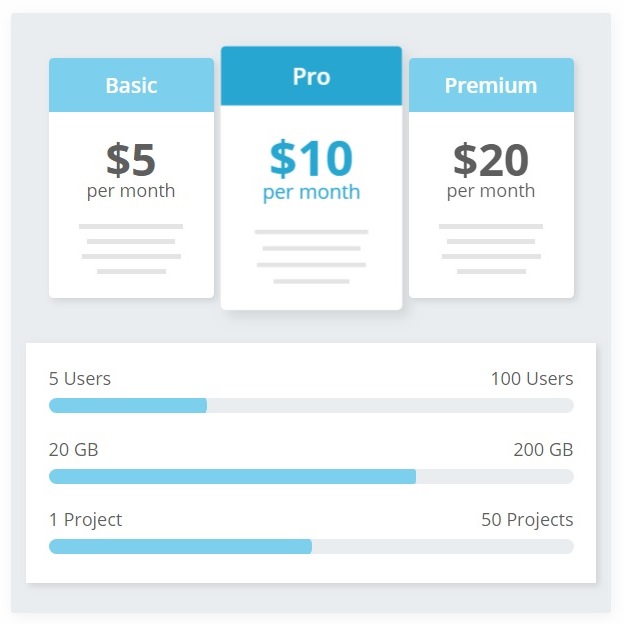 Basic
Pro
Premium
$5
per month
$10
per month
$20
per month
5 Users
100 Users
20 GB
200 GB
1 Project
50 Projects